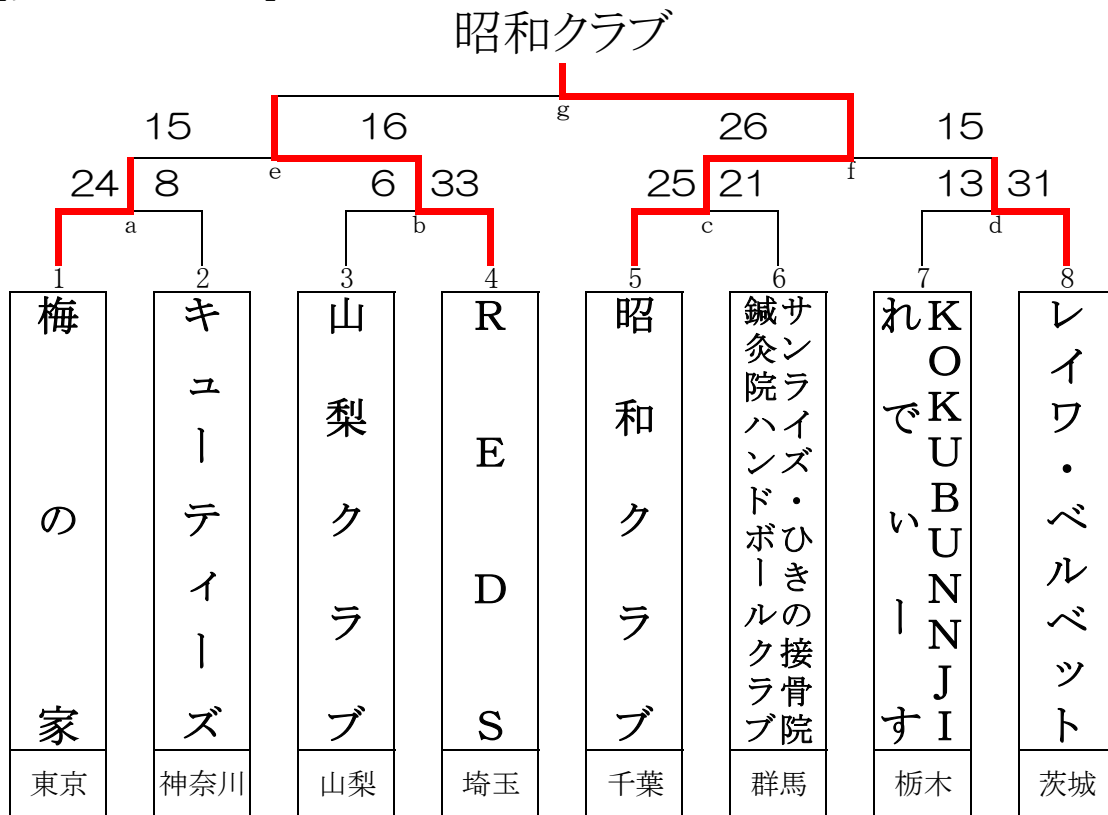 昭和クラブ
g
15 16 26 15
e f
24 8 6 33 25 21 13 31
a b c d
1 2 3 4 5 6 7 8
梅の家
キューティーズ
山梨クラブ
REDS
昭和クラブ
サンライズ・ひきの接骨院
鍼灸院ハンドボールクラブ
KOKUBUNNJI
れでぃーす
レイワ・ベルベット
東京 神奈川 山梨 埼玉 千葉 群馬 栃木 茨城